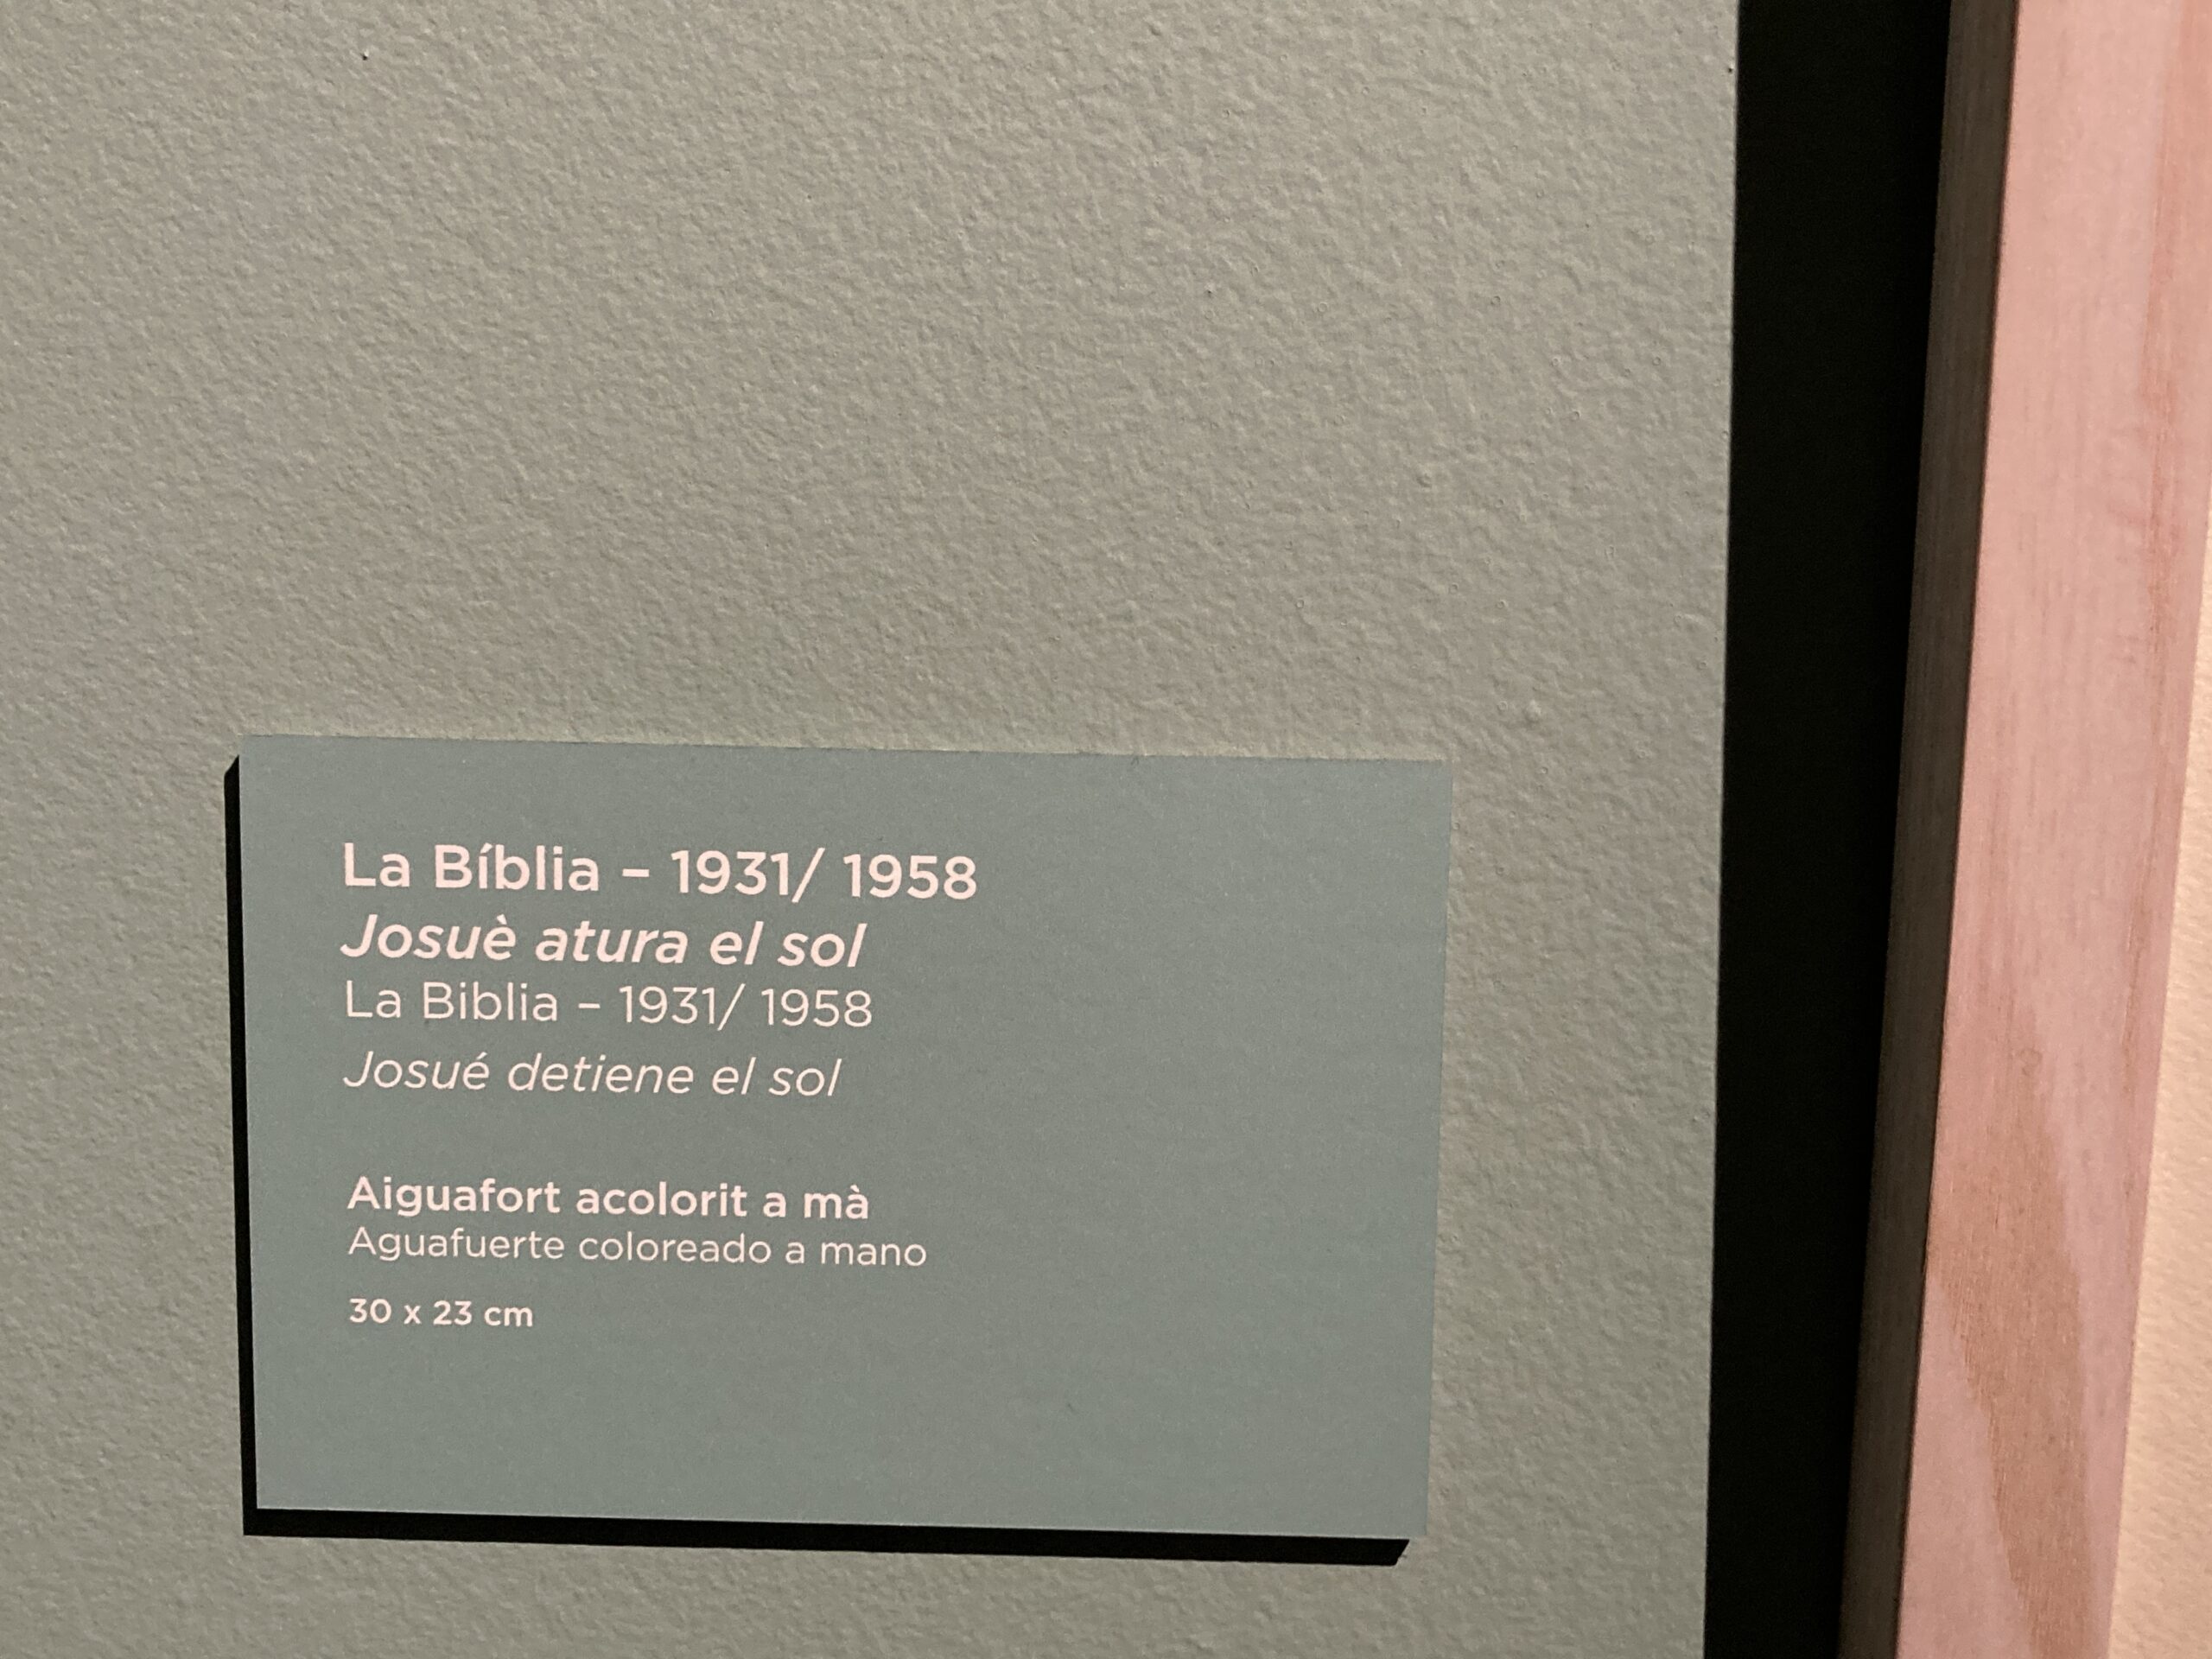 La Bíblia – 1931/ 1958
Josuè atura el sol
La Biblia – 1931/ 1958
Josué detiene el sol
Aiguafort acolorit a mà
Aguafuerte coloreado a mano
30 x 23 cm